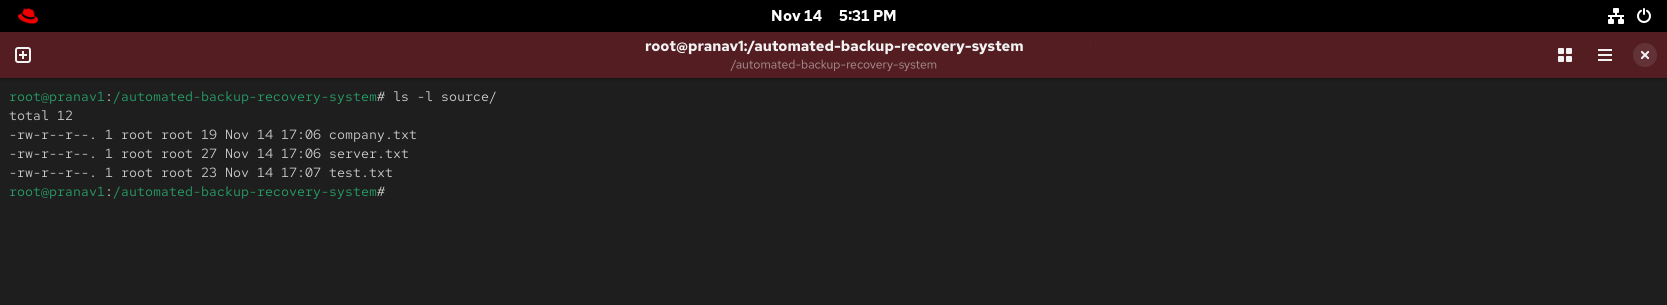 Nov 14 5:31 PM
root@pranav1:/automated-backup-recovery-system
/automated-backup-recovery-system
root@pranav1:/automated-backup-recovery-system# ls -l source/
total 12
-rw-r--r--. 1 root root 19 Nov 14 17:06 company.txt
-rw-r--r--. 1 root root 27 Nov 14 17:06 server.txt
-rw-r--r--. 1 root root 23 Nov 14 17:07 test.txt
root@pranav1:/automated-backup-recovery-system#